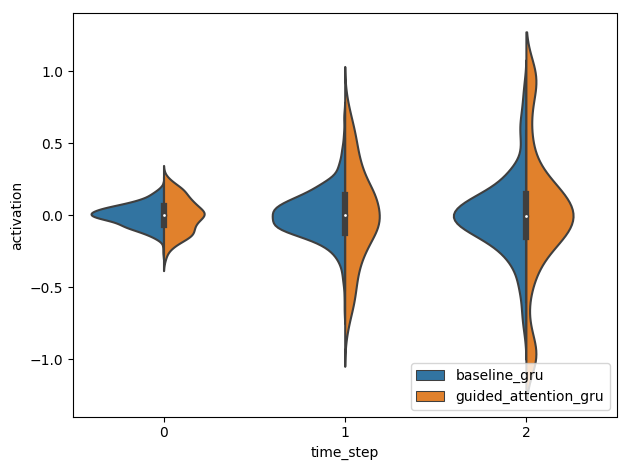 activation
1.0
0.5
0.0
−0.5
−1.0
0 1 2
time_step
baseline_gru
guided_attention_gru